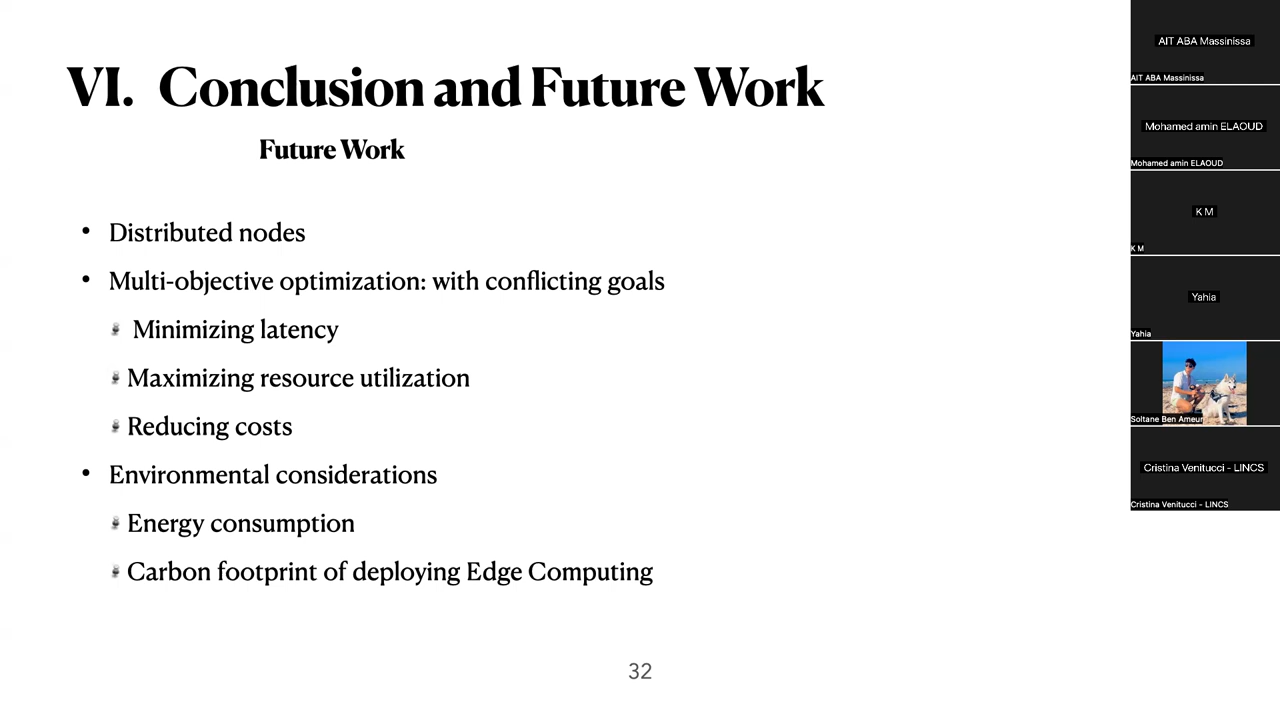 VI. Conclusion and Future Work
Future Work
• Distributed nodes
• Multi-objective optimization: with conflicting goals
Minimizing latency
Maximizing resource utilization
Reducing costs
• Environmental considerations
Energy consumption
Carbon footprint of deploying Edge Computing
32
AIT ABA Massinissa
AIT ABA Massinissa
Mohamed amin ELAOUD
Mohamed amin ELAOUD
K M
K M
Yahia
Yahia
Soltane Ben Ameur
Cristina Venitucci - LINCS
Cristina Venitucci - LINCS